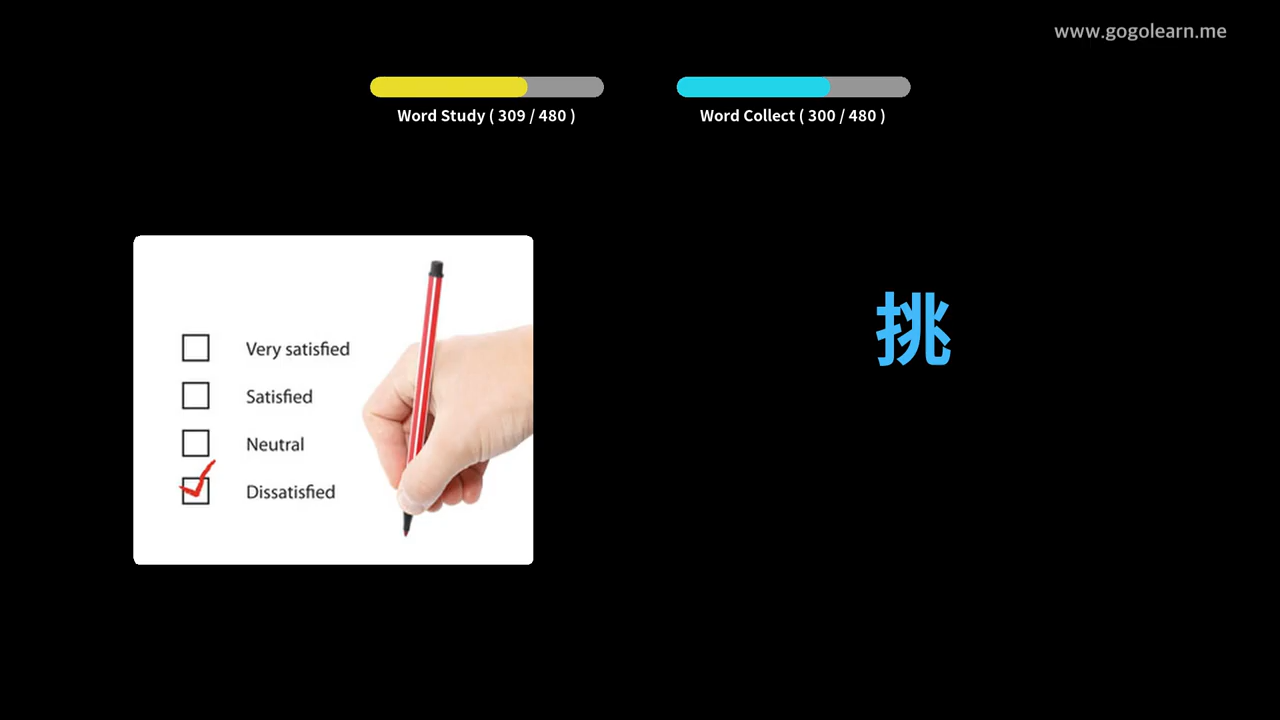 www.gogolearn.me
Word Study ( 309 / 480 )
Word Collect ( 300 / 480 )
Very satisfied
Satisfied
Neutral
Dissatisfied
挑